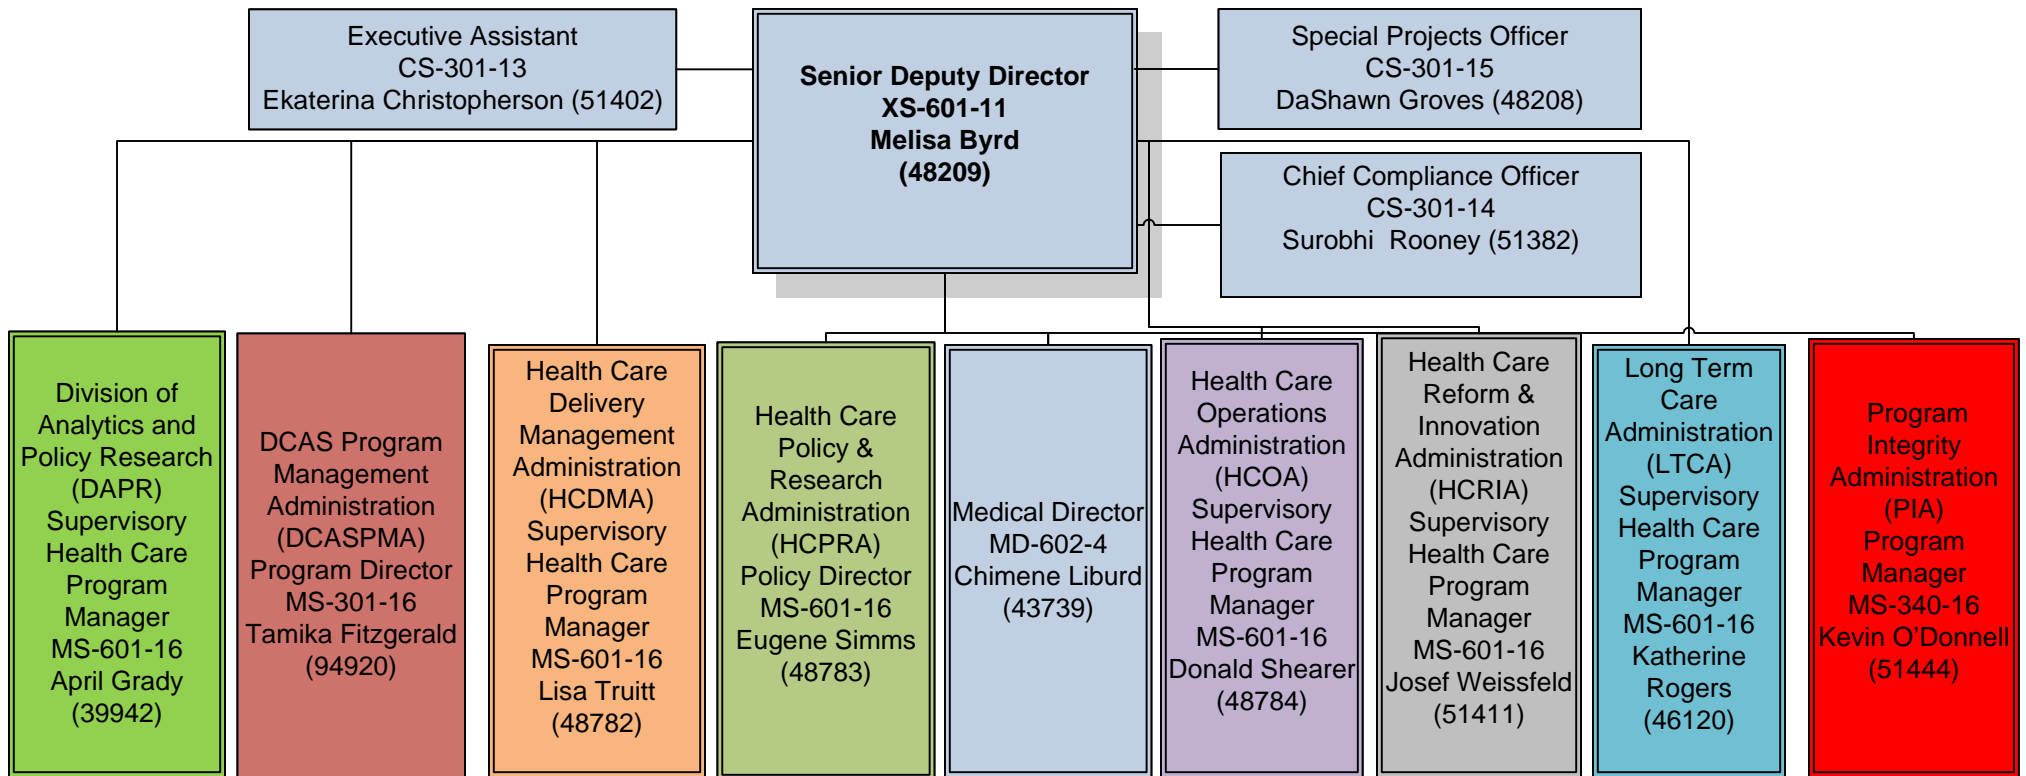 Executive Assistant
CS-301-13
Ekaterina Christopherson (51402)
Senior Deputy Director
XS-601-11
Melisa Byrd
(48209)
Special Projects Officer
CS-301-15
DaShawn Groves (48208)
Chief Compliance Officer
CS-301-14
Surobhi  Rooney (51382)
Division of
Analytics and
Policy Research
(DAPR)
Supervisory
Health Care
Program
Manager
MS-601-16
April Grady
(39942)
DCAS Program
Management
Administration
(DCASPMA)
Program Director
MS-301-16
Tamika Fitzgerald
(94920)
Health Care
Delivery
Management
Administration
(HCDMA)
Supervisory
Health Care
Program
Manager
MS-601-16
Lisa Truitt
(48782)
Health Care
Policy &
Research
Administration
(HCPRA)
Policy Director
MS-601-16
Eugene Simms
(48783)
Medical Director
MD-602-4
Chimene Liburd
(43739)
Health Care
Operations
Administration
(HCOA)
Supervisory
Health Care
Program
Manager
MS-601-16
Donald Shearer
(48784)
Health Care
Reform &
Innovation
Administration
(HCRIA)
Supervisory
Health Care
Program
Manager
MS-601-16
Josef Weissfeld
(51411)
Long Term
Care
Administration
(LTCA)
Supervisory
Health Care
Program
Manager
MS-601-16
Katherine
Rogers
(46120)
Program
Integrity
Administration
(PIA)
Program
Manager
MS-340-16
Kevin O’Donnell
(51444)